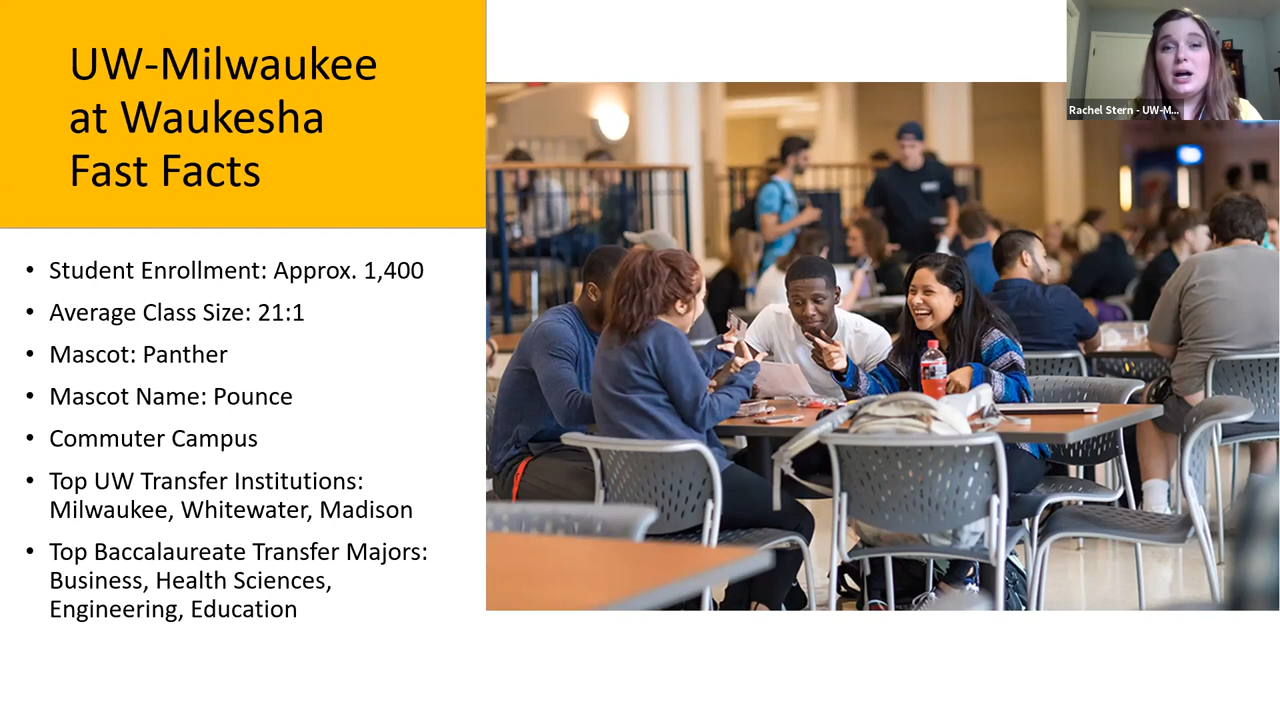 UW-Milwaukee
at Waukesha
Fast Facts
Rachel Stern - UW-M...
• Student Enrollment: Approx. 1,400
• Average Class Size: 21:1
• Mascot: Panther
• Mascot Name: Pounce
• Commuter Campus
• Top UW Transfer Institutions:
Milwaukee, Whitewater, Madison
• Top Baccalaureate Transfer Majors:
Business, Health Sciences,
Engineering, Education